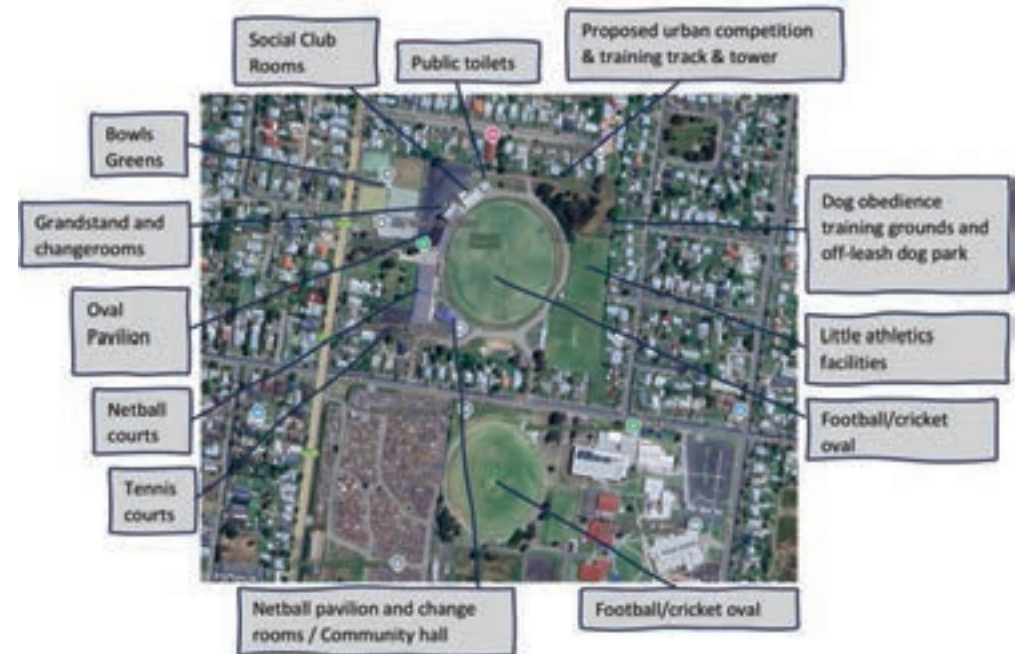 Social Club
Rooms
Public toilets
Proposed urban competition
& training track & tower
Bowls
Greens
Grandstand and
changerooms
Oval
Pavilion
Netball
courts
Tennis
courts
Dog obedience
training grounds and
off-leash dog park
Little athletics
facilities
Football/cricket
oval
Netball pavilion and change
rooms / Community hall
Football/cricket oval